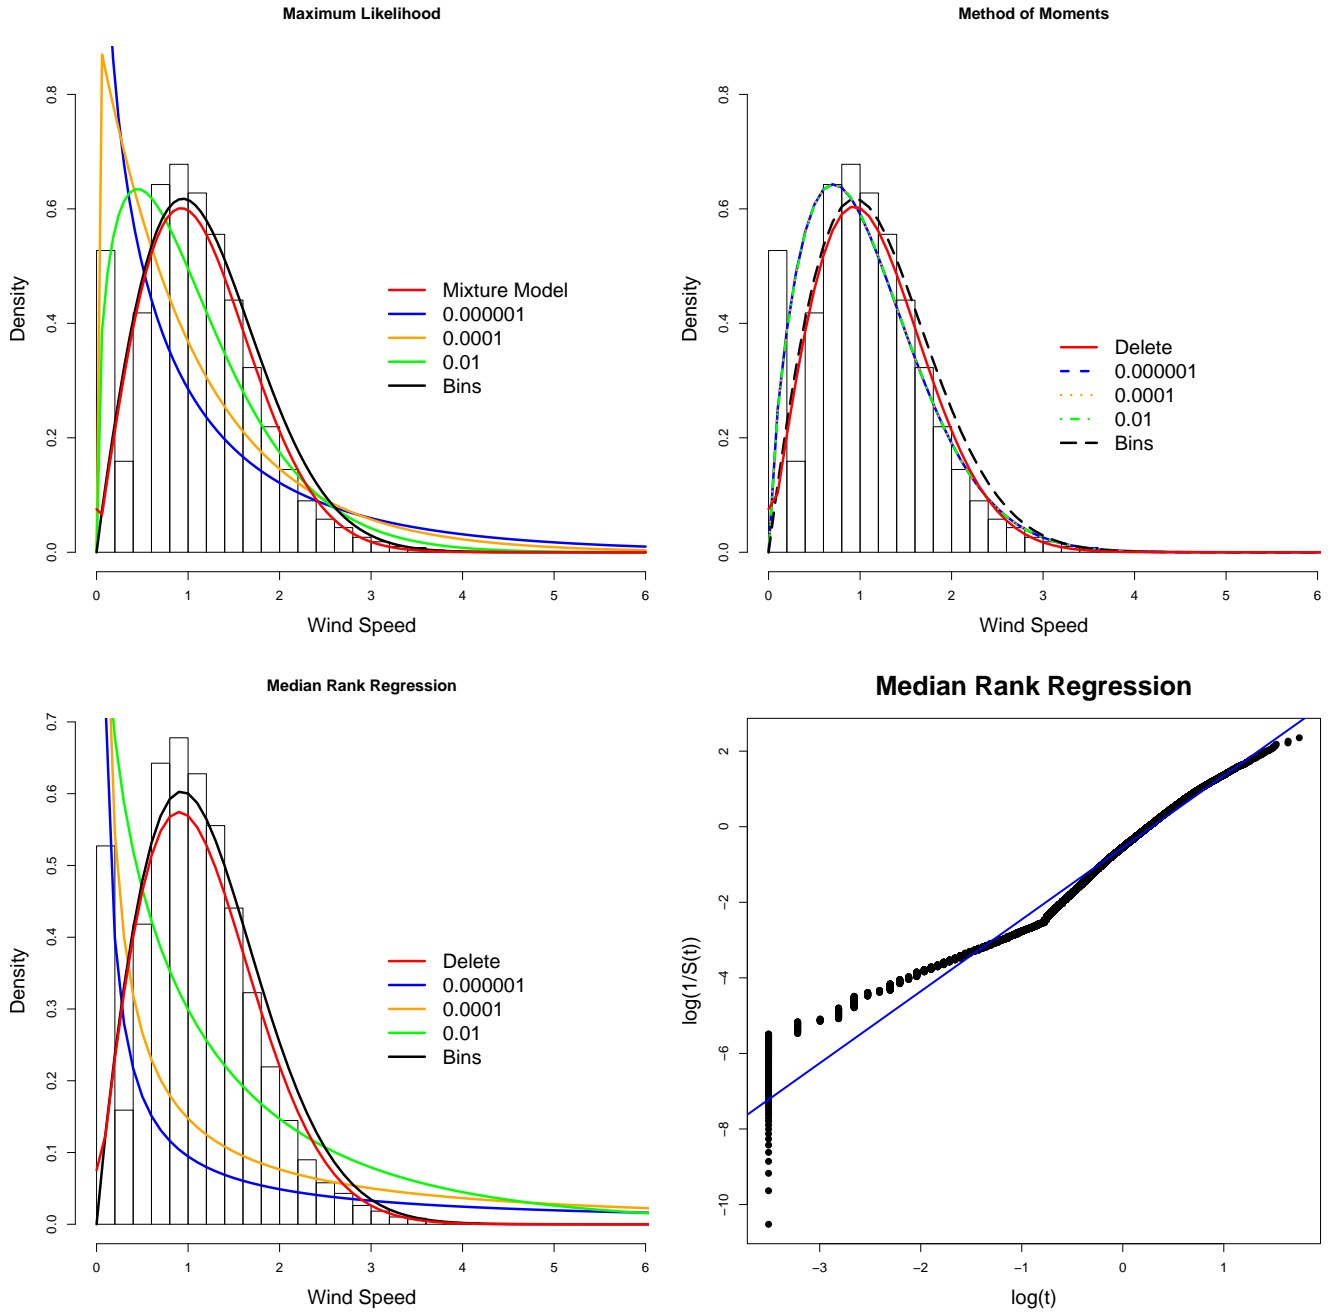 Maximum Likelihood
Density
0.0 0.2 0.4 0.6 0.8
Mixture Model
0.000001
0.0001
0.01
Bins
0 1 2 3 4 5 6
Wind Speed
Method of Moments
Density
0.0 0.2 0.4 0.6 0.8
Delete
0.000001
0.0001
0.01
Bins
0 1 2 3 4 5 6
Wind Speed
Median Rank Regression
Density
0.0 0.1 0.2 0.3 0.4 0.5 0.6 0.7
Delete
0.000001
0.0001
0.01
Bins
0 1 2 3 4 5 6
Wind Speed
Median Rank Regression
log(1/S(t))
−10 −8 −6 −4 −2 0 2
−3 −2 −1 0 1
log(t)